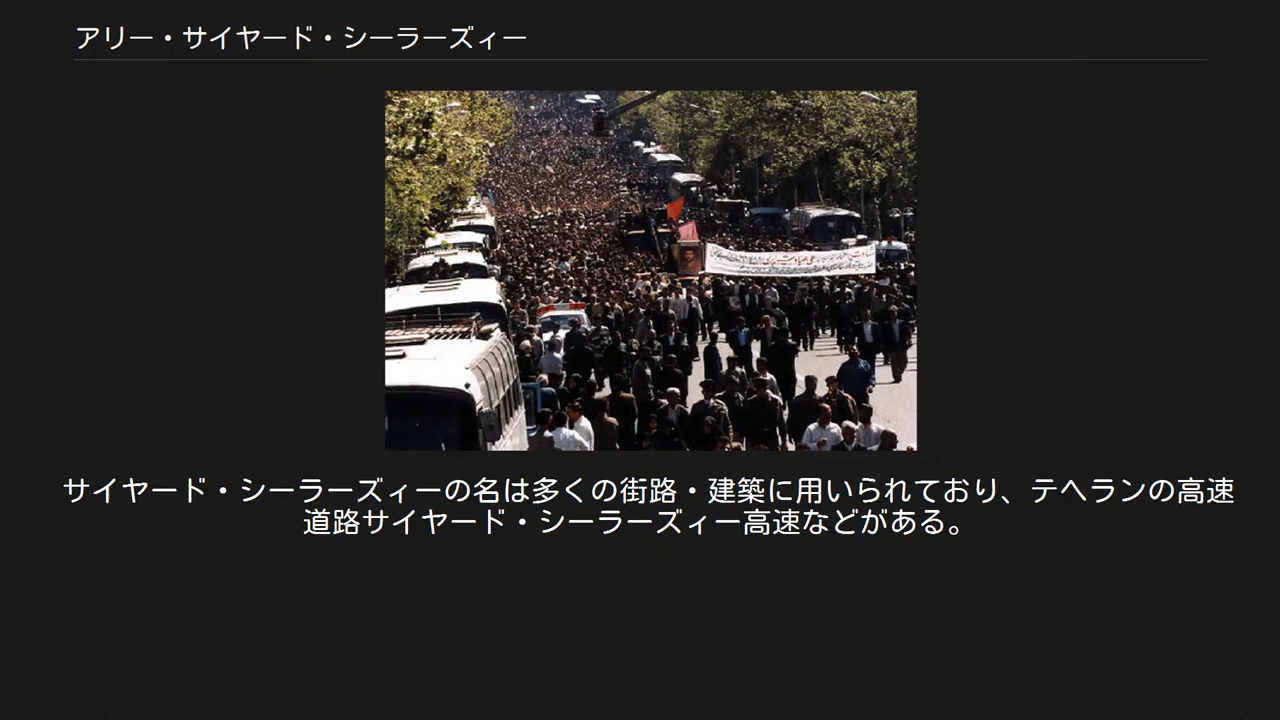 アリー・サイヤード・シーラーズィー
サイヤード・シーラーズィーの名は多くの街路・建築に用いられており、テヘランの高速
道路サイヤード・シーラーズィー高速などがある。